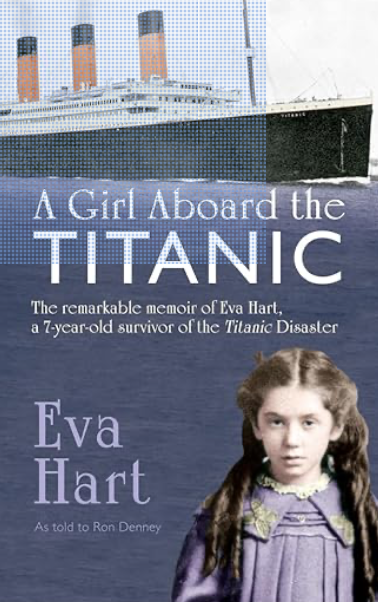 A Girl Aboard the
TITANIC
The remarkable memoir of Eva Hart,
a 7-year-old survivor of the Titanic Disaster
Eva
Hart
As told to Ron Denney